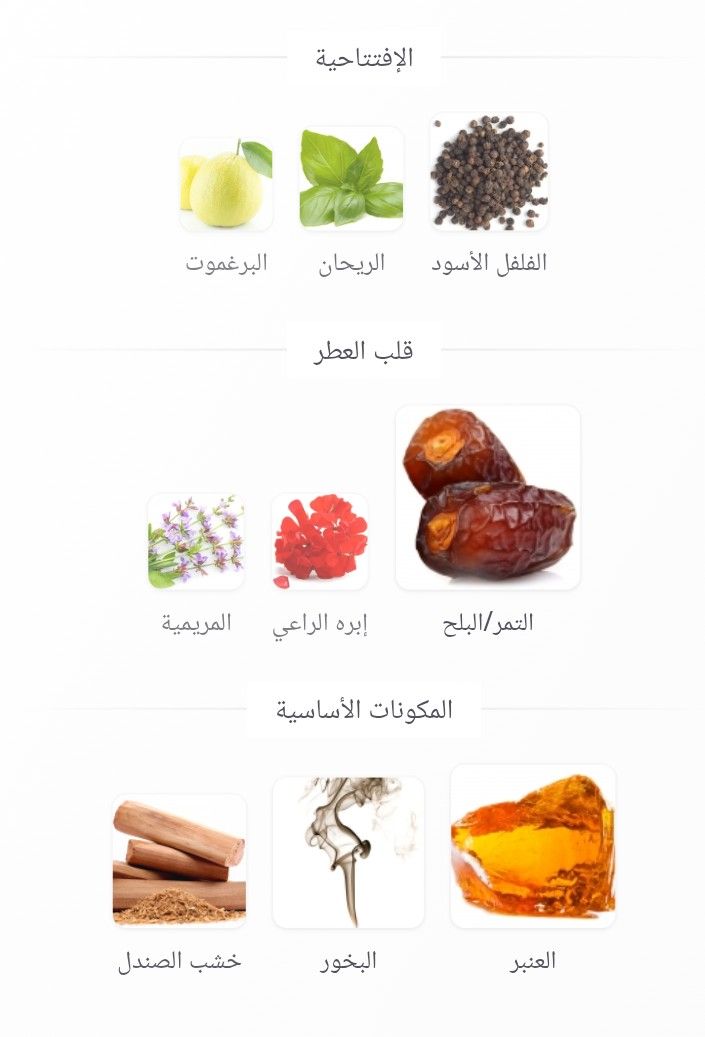 الإفتتاحية
الفلفل الأسود الريحان البرغموت
قلب العطر
التمر/البلح إبره الراعي المريمية
المكونات الأساسية
العنبر البخور خشب الصندل